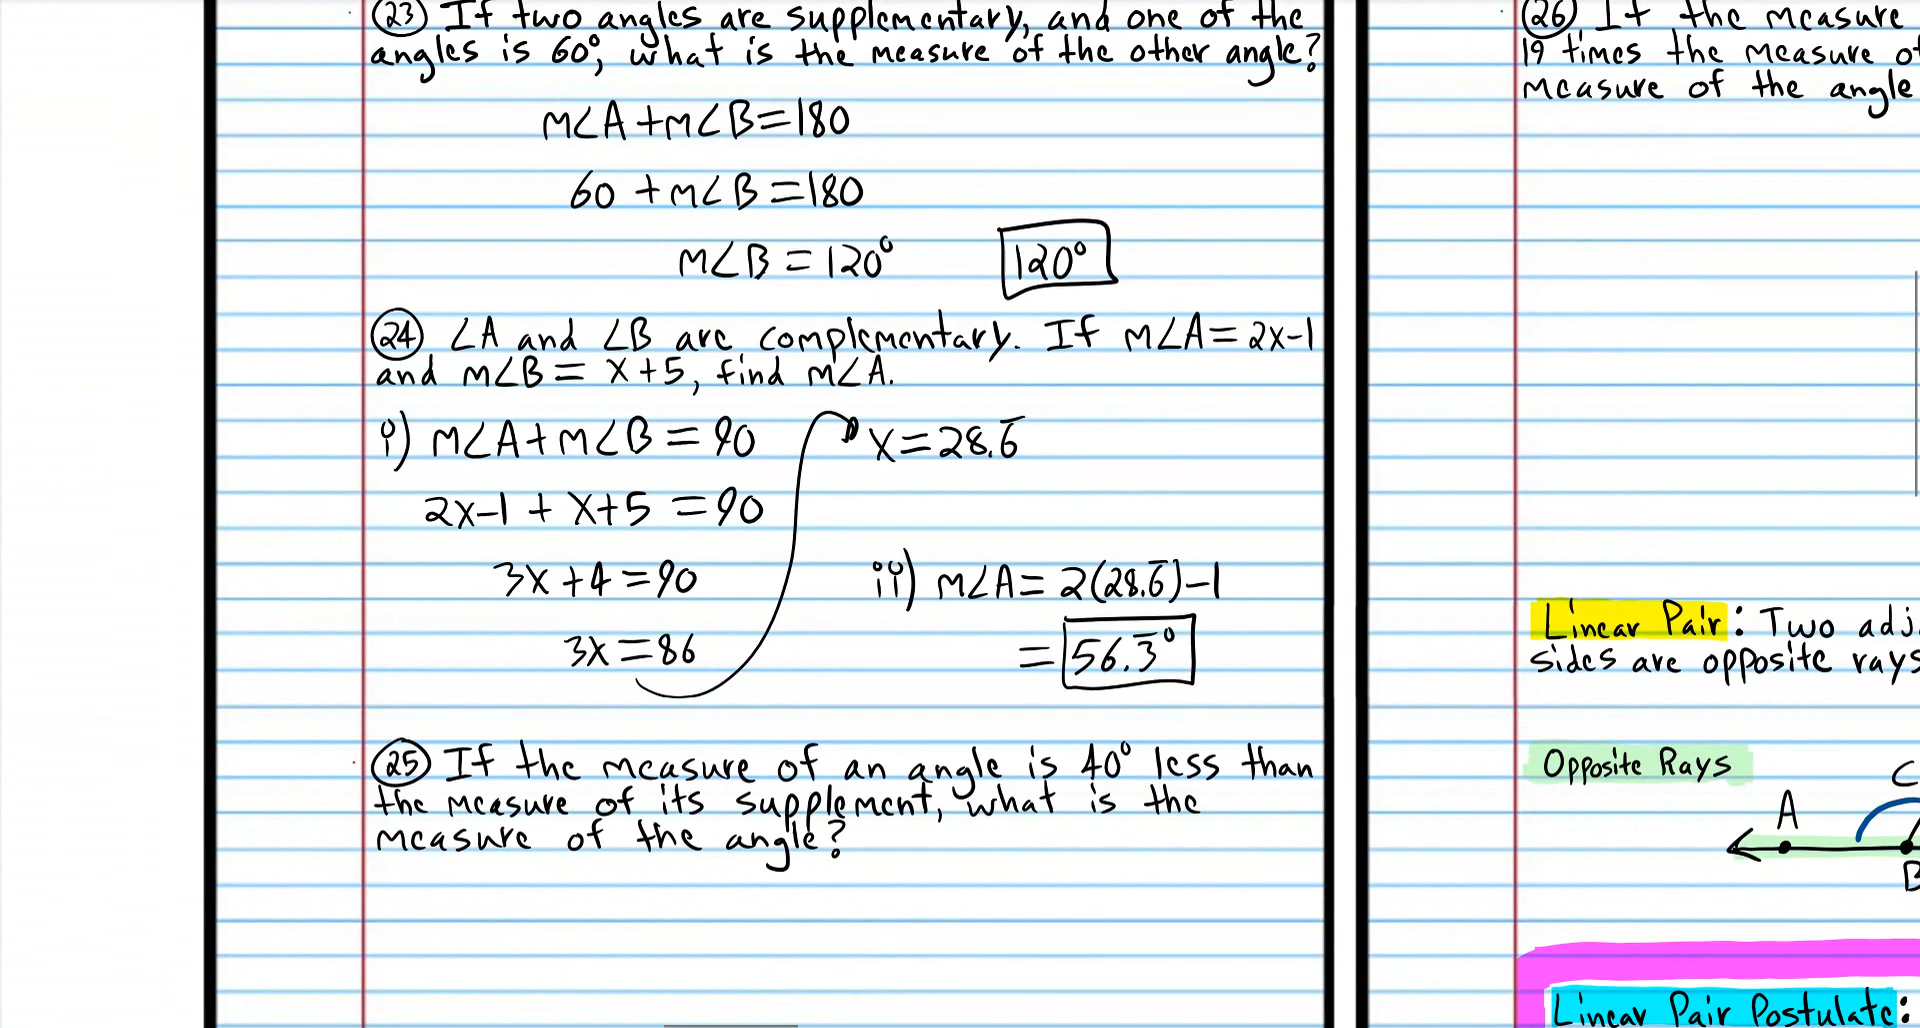 (23) If two angles are supplementary, and one of the
angles is 60°, what is the measure of the other angle?
m∠A+m∠B=180
60+m∠B=180
m∠B=120°
120°
(24) ∠A and ∠B are complementary. If m∠A=2x-1
and m∠B=x+5, find m∠A.
i) m∠A+m∠B=90
2x-1+x+5=90
3x+4=90
3x=86
x=28.6̅
ii) m∠A=2(28.6̅)-1
=56.3̅°
(25) If the measure of an angle is 40° less than
the measure of its supplement, what is the
measure of the angle?
(26) If the measure
19 times the measure of
measure of the angle
Linear Pair: Two adj
sides are opposite rays
Opposite Rays
C
A
B
Linear Pair Postulate: